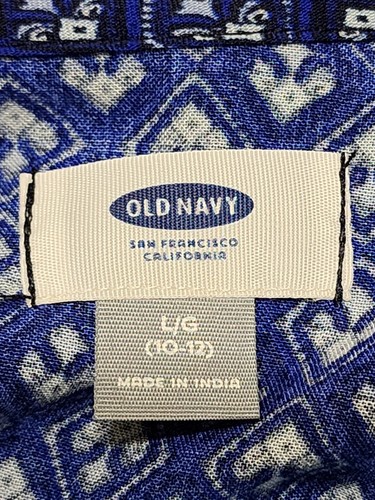 OLD NAVY
SAN FRANCISCO
CALIFORNIA
L/G
(10-12)
MADE IN INDIA